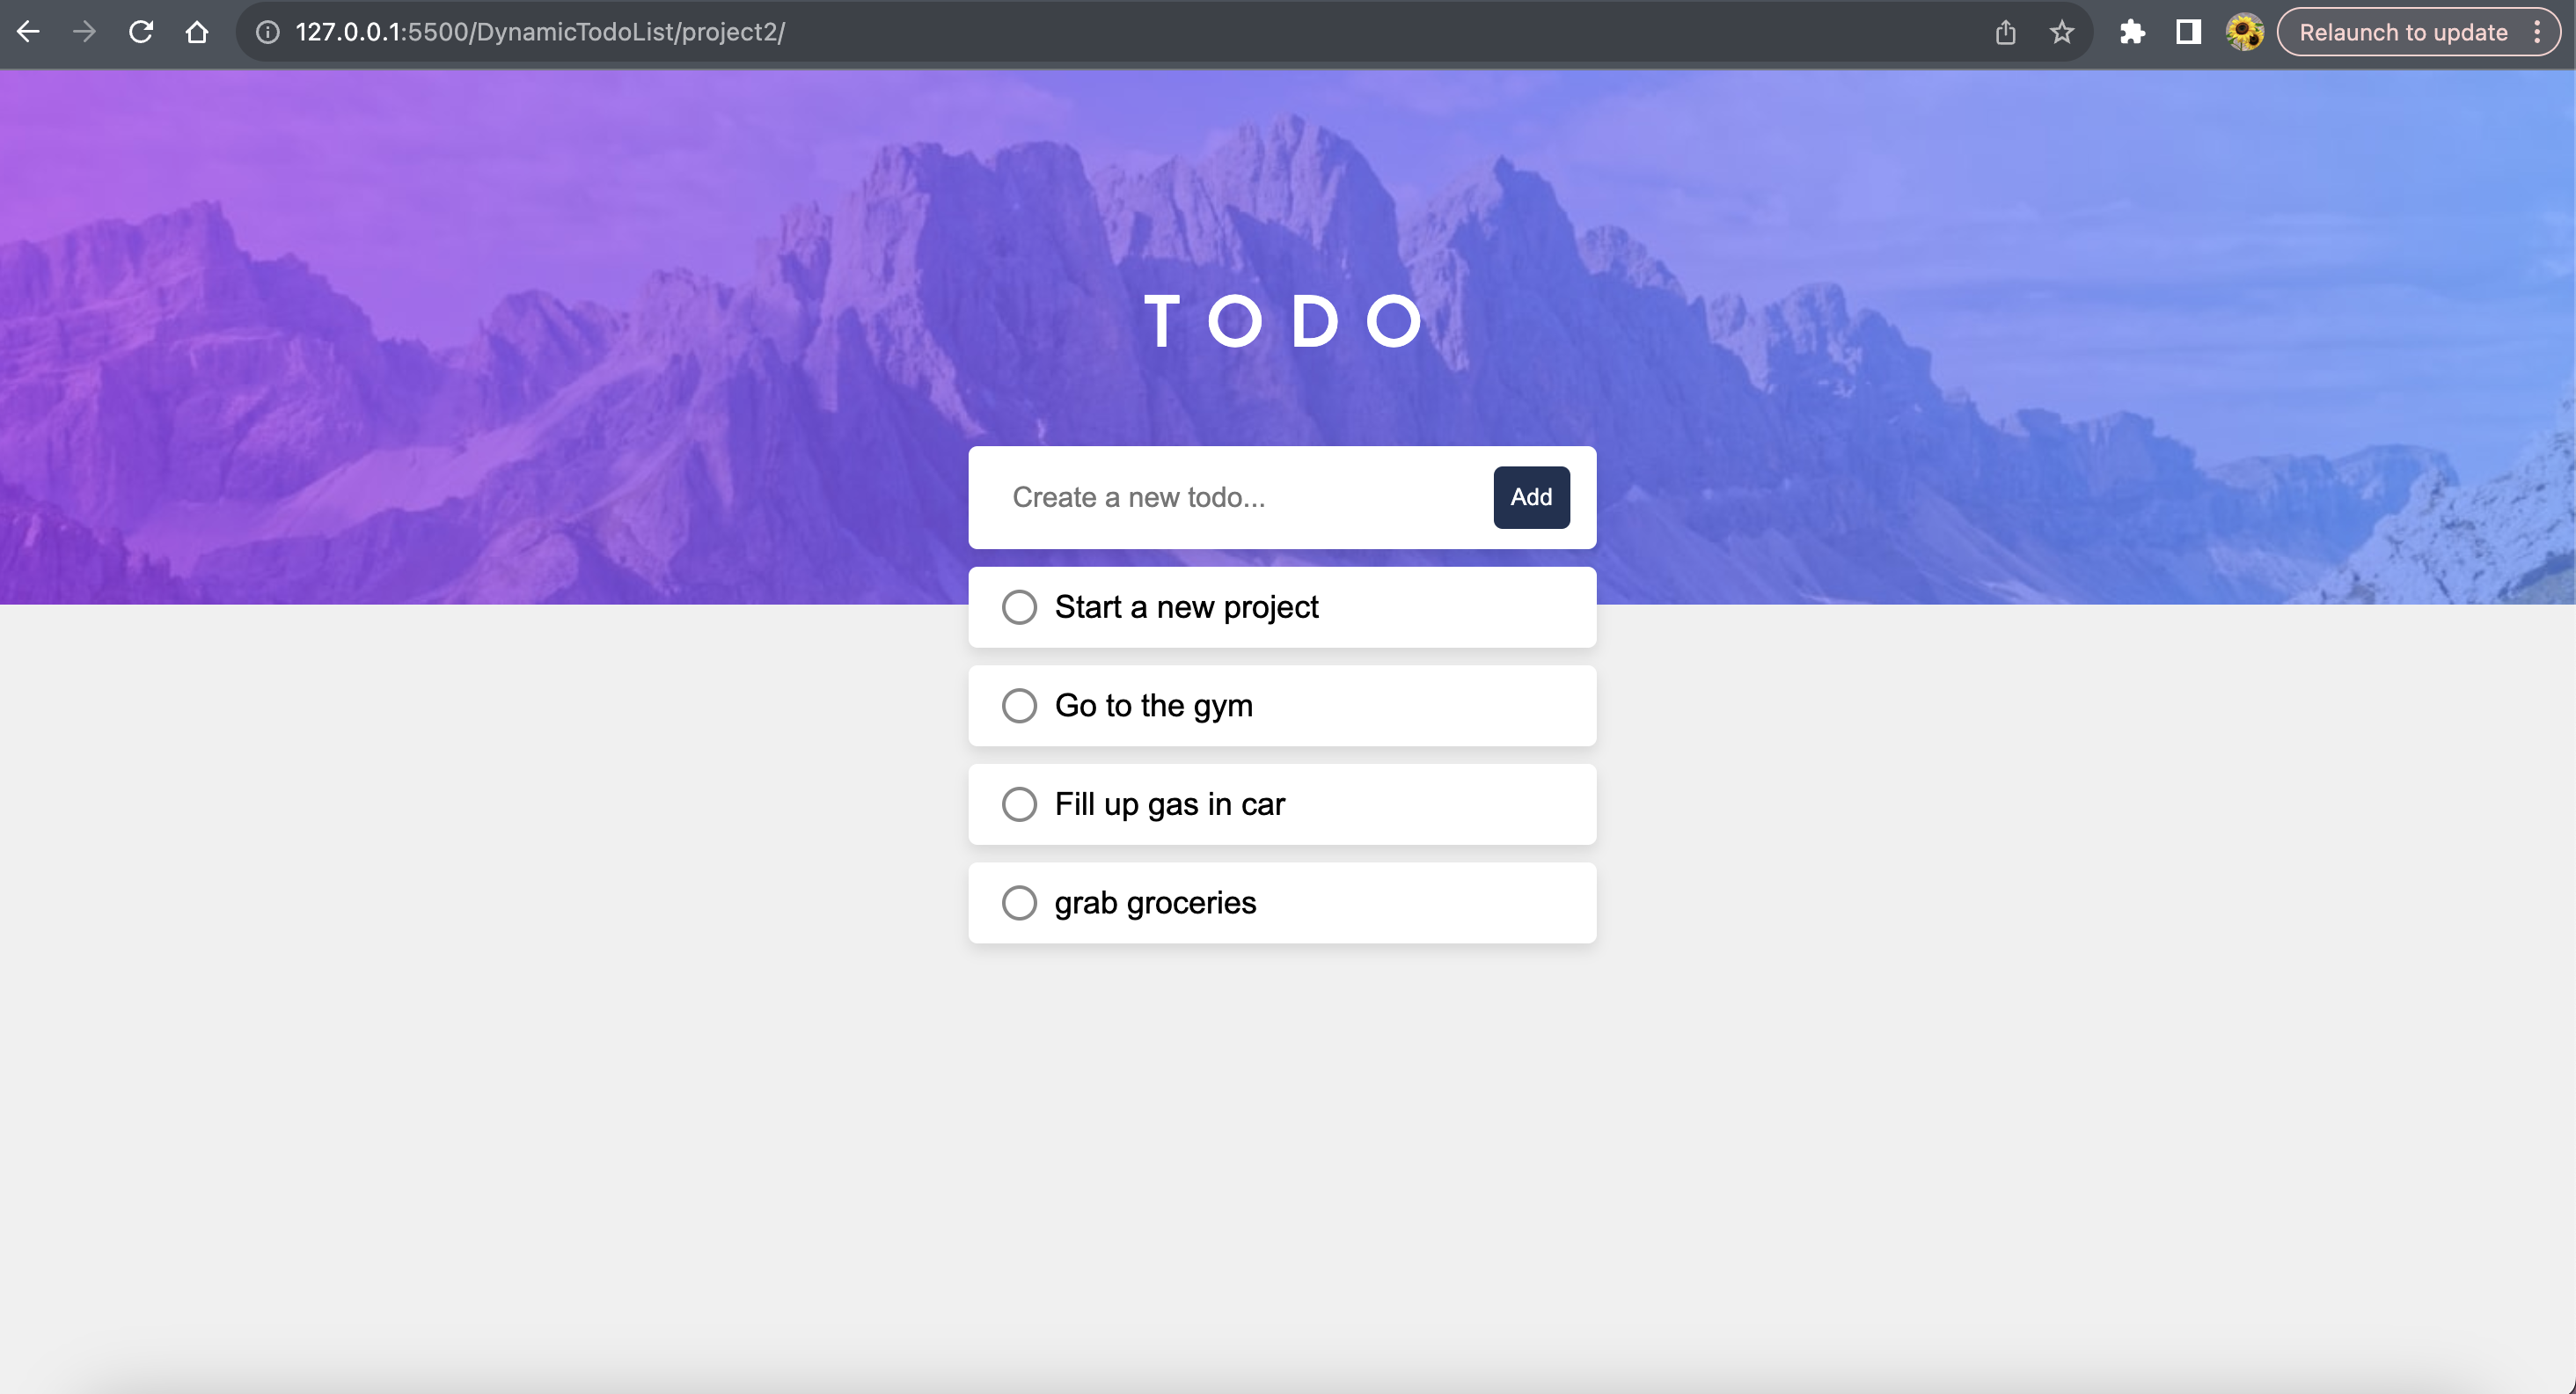 127.0.0.1:5500/DynamicTodoList/project2/
Relaunch to update
TODO
Create a new todo...
Add
Start a new project
Go to the gym
Fill up gas in car
grab groceries